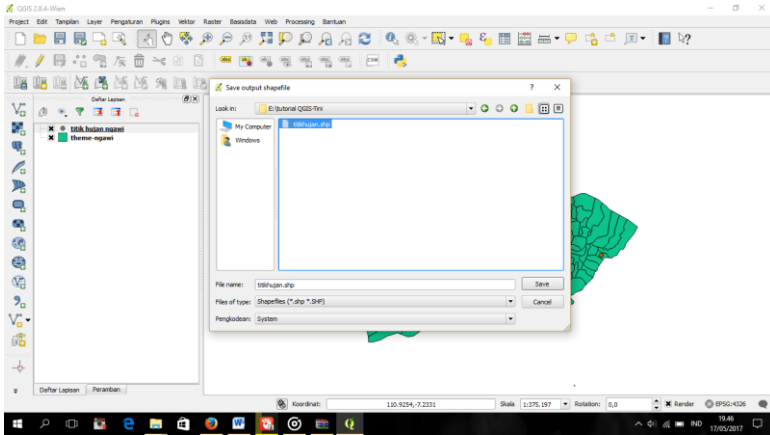 QGIS 2.8.4-Wien
Project Edit Tampilan Layer Pengaturan Plugins Vektor Raster Basisdata Web Processing Bantuan
Daftar Lapisan
titik hujan ngawi
theme-ngawi
Save output shapefile
Look in: E:\tutorial QGIS-Tini
My Computer
Windows
titikhujan.shp
File name: titikhujan.shp
Save
Files of type: Shapefiles (*.shp *.SHP)
Cancel
Pengkodean: System
Daftar Lapisan Peramban
Koordinat: 110.9254,-7.2331 Skala 1:375.197 Rotation: 0,0 Render EPSG:4326
IND 19.46
17/05/2017